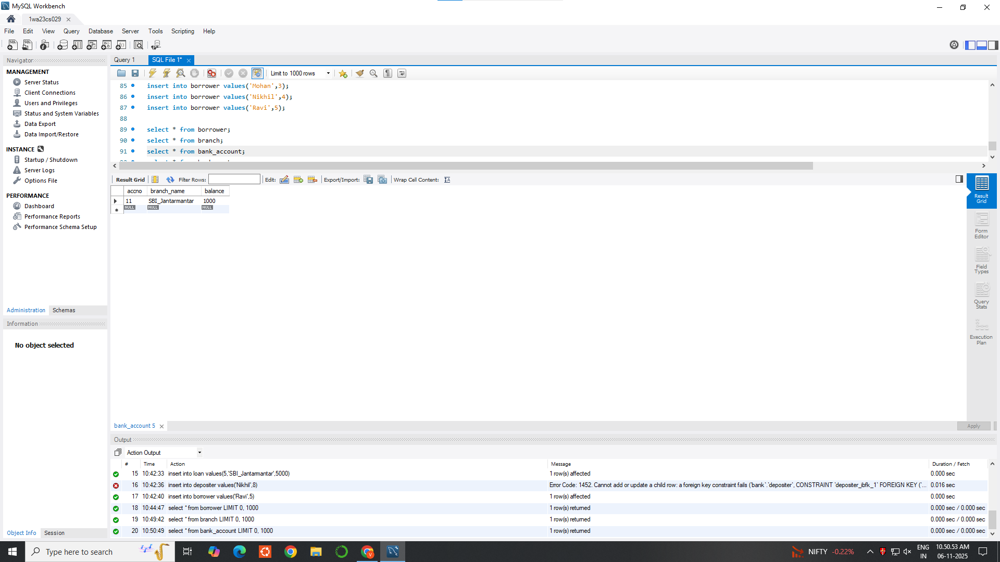 MySQL Workbench
1wa23cs029
File Edit View Query Database Server Tools Scripting Help
Navigator
MANAGEMENT
Server Status
Client Connections
Users and Privileges
Status and System Variables
Data Export
Data Import/Restore
INSTANCE
Startup / Shutdown
Server Logs
Options File
PERFORMANCE
Dashboard
Performance Reports
Performance Schema Setup
Administration Schemas
Information
No object selected
Object Info Session
Query 1 SQL File 1*
Limit to 1000 rows
85 insert into borrower values('Mohan',3);
86 insert into borrower values('Nikhil',4);
87 insert into borrower values('Ravi',5);
88
89 select * from borrower;
90 select * from branch;
91 select * from bank_account;
Result Grid Filter Rows: Edit: Export/Import: Wrap Cell Content:
accno branch_name balance
11 SBI_Jantarmantar 1000
NULL NULL NULL
Result Grid
Form Editor
Field Types
Query Stats
Execution Plan
bank_account 5
Apply
Output
Action Output
# Time Action Message Duration / Fetch
15 10:42:33 insert into loan values(5,'SBI_Jantarmantar',5000) 1 row(s) affected 0.000 sec
16 10:42:36 insert into depositer values('Nikhil',8) Error Code: 1452. Cannot add or update a child row: a foreign key constraint fails (`bank`.`depositer`, CONSTRAINT `depositer_ibfk_1` FOREIGN KEY (`... 0.016 sec
17 10:42:40 insert into borrower values('Ravi',5) 1 row(s) affected 0.000 sec
18 10:44:47 select * from borrower LIMIT 0, 1000 1 row(s) returned 0.000 sec / 0.000 sec
19 10:49:42 select * from branch LIMIT 0, 1000 1 row(s) returned 0.000 sec / 0.000 sec
20 10:50:49 select * from bank_account LIMIT 0, 1000 1 row(s) returned 0.000 sec / 0.000 sec
Type here to search
NIFTY -0.22%
ENG
IN
10.50.53 AM
06-11-2025